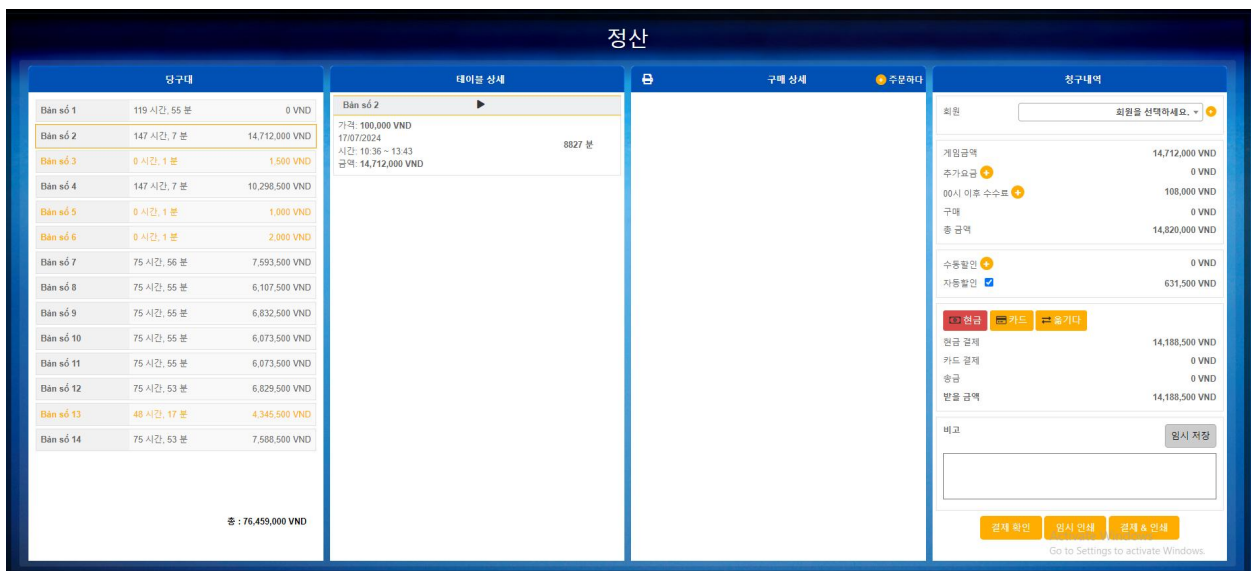 정산
당구대
Bàn số 1 119 시간, 55 분 0 VND
Bàn số 2 147 시간, 7 분 14,712,000 VND
Bàn số 3 0 시간, 1 분 1,500 VND
Bàn số 4 147 시간, 7 분 10,298,500 VND
Bàn số 5 0 시간, 1 분 1,000 VND
Bàn số 6 0 시간, 1 분 2,000 VND
Bàn số 7 75 시간, 56 분 7,593,500 VND
Bàn số 8 75 시간, 55 분 6,107,500 VND
Bàn số 9 75 시간, 55 분 6,832,500 VND
Bàn số 10 75 시간, 55 분 6,073,500 VND
Bàn số 11 75 시간, 55 분 6,073,500 VND
Bàn số 12 75 시간, 53 분 6,829,500 VND
Bàn số 13 48 시간, 17 분 4,345,500 VND
Bàn số 14 75 시간, 53 분 7,588,500 VND
총 : 76,459,000 VND
테이블 상세
Bàn số 2
가격: 100,000 VND
17/07/2024
시간: 10:36 ~ 13:43
금액: 14,712,000 VND
8827 분
구매 상세 주문하다
청구내역
회원 회원을 선택하세요.
게임금액 14,712,000 VND
추가요금 0 VND
00시 이후 수수료 108,000 VND
구매 0 VND
총 금액 14,820,000 VND
수동할인 0 VND
자동할인 631,500 VND
현금 카드 옮기다
현금 결제 14,188,500 VND
카드 결제 0 VND
송금 0 VND
받을 금액 14,188,500 VND
비고 임시 저장
결제 확인 임시 인쇄 결제 & 인쇄
Go to Settings to activate Windows.